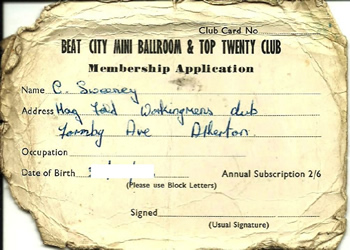 Club Card No
BEAT CITY MINI BALLROOM & TOP TWENTY CLUB
Membership Application
Name C. Sweeney
Address Hag Fold Workingmens club
Formby Ave Atherton.
Occupation
Date of Birth Annual Subscription 2/6
(Please use Block Letters)
Signed
(Usual Signature)